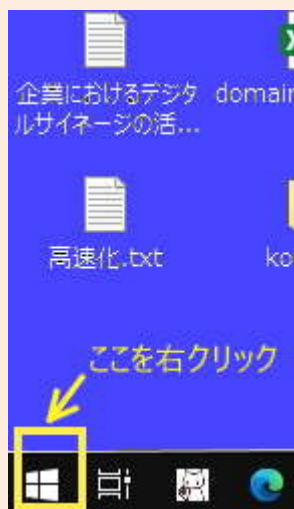 企業におけるデジタ
ルサイネージの活...
domain
高速化.txt
ko
ここを右クリック